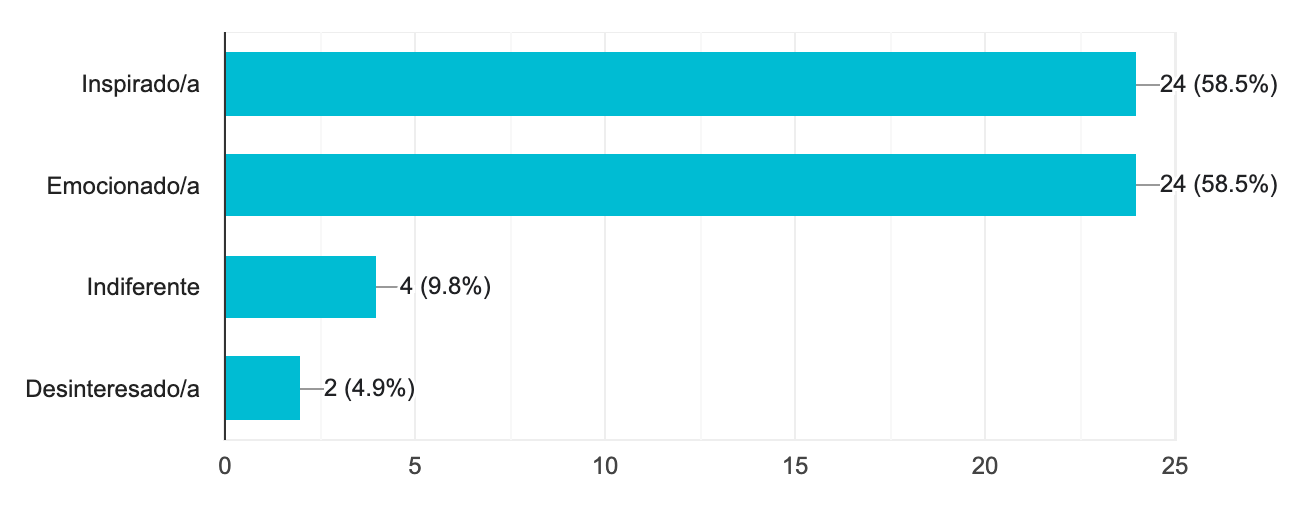 Inspirado/a
24 (58.5%)
Emocionado/a
24 (58.5%)
Indiferente
4 (9.8%)
Desinteresado/a
2 (4.9%)
0 5 10 15 20 25